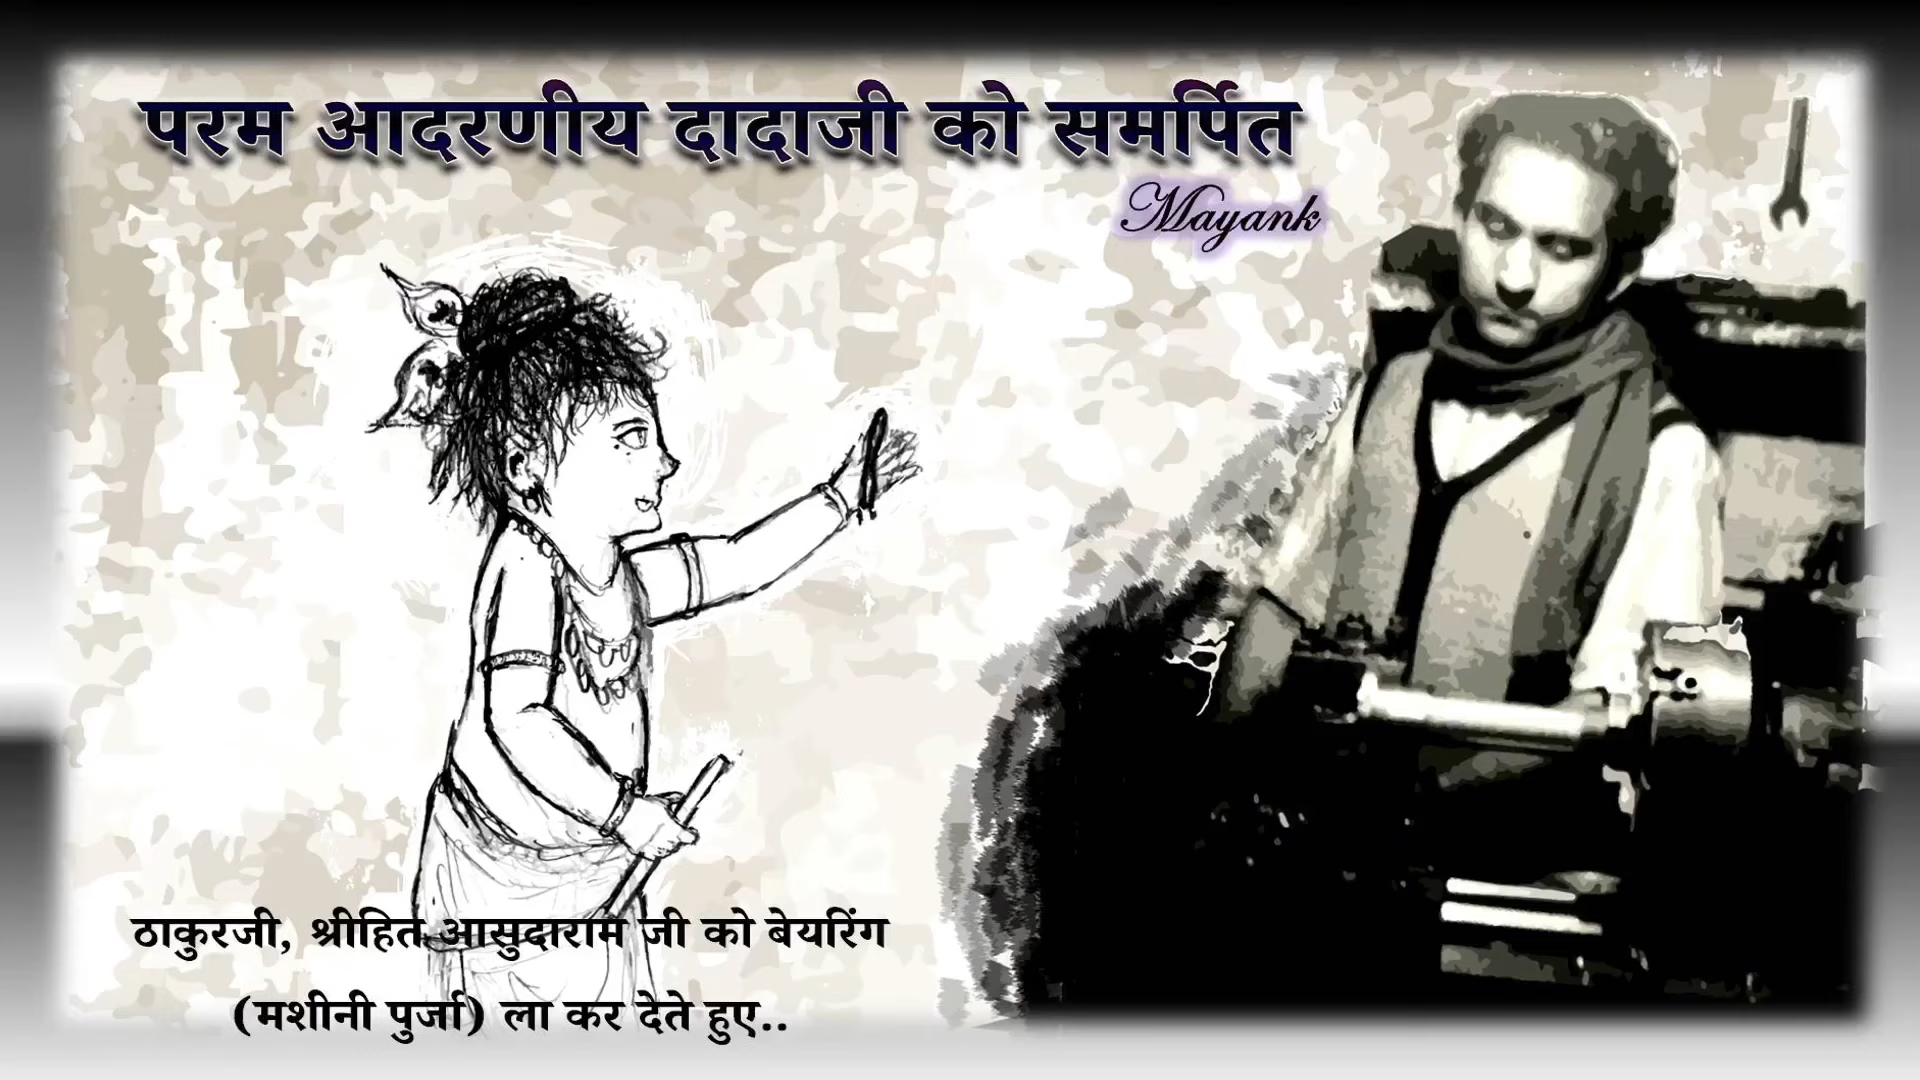 परम आदरणीय दादाजी को समर्पित
Mayank
ठाकुरजी, श्रीहित आसुदाराम जी को बेयरिंग
(मशीनी पुर्जा) ला कर देते हुए..